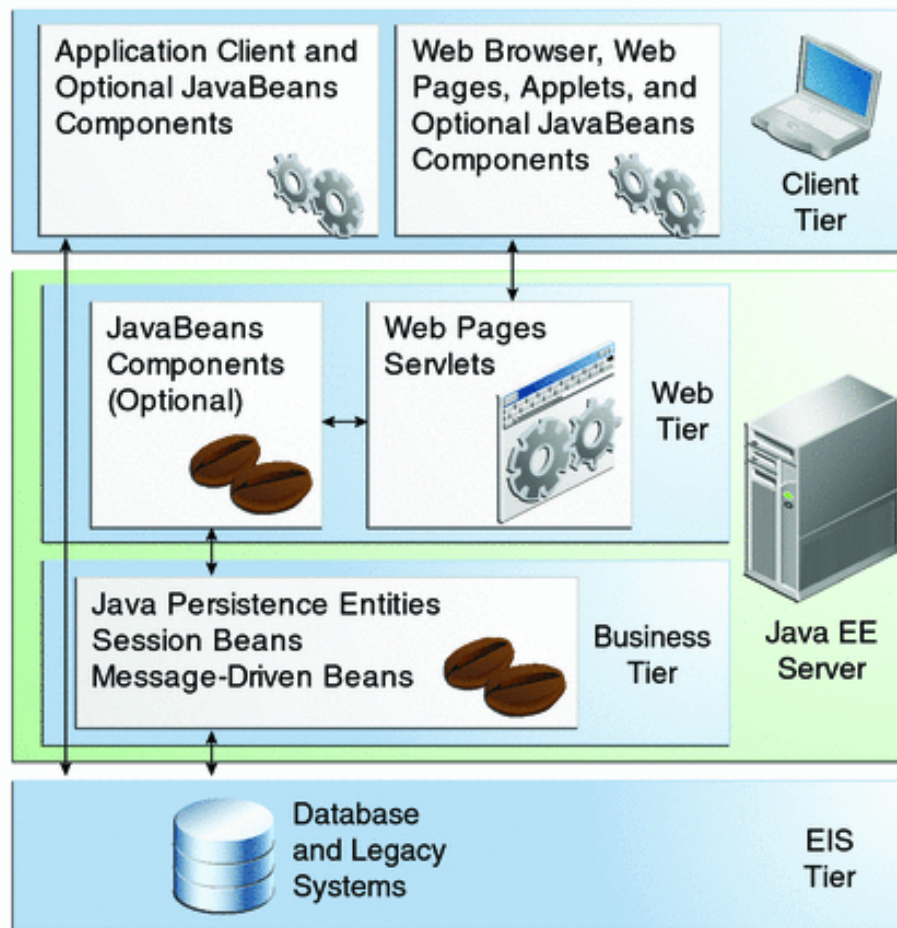 Application Client and
Optional JavaBeans
Components
Web Browser, Web
Pages, Applets, and
Optional JavaBeans
Components
Client
Tier
JavaBeans
Components
(Optional)
Web Pages
Servlets
Web
Tier
Java Persistence Entities
Session Beans
Message-Driven Beans
Business
Tier
Java EE
Server
Database
and Legacy
Systems
EIS
Tier